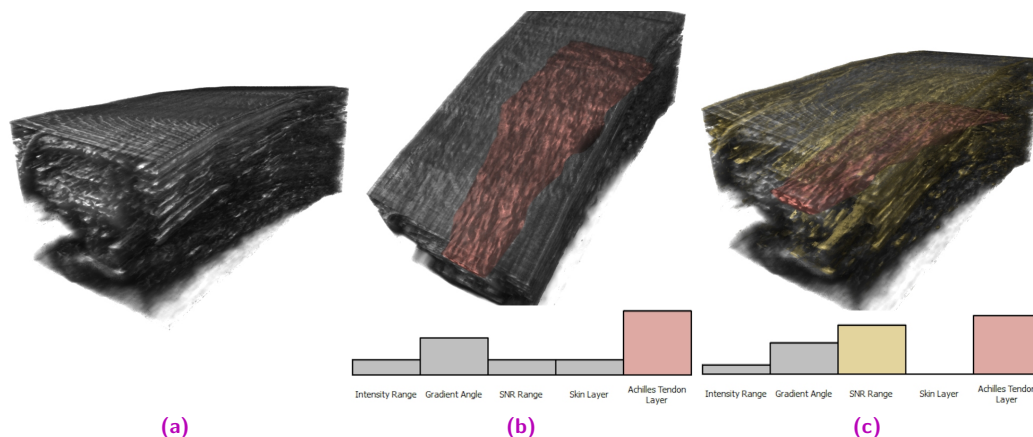 Intensity Range Gradient Angle SNR Range Skin Layer Achilles Tendon
Layer
Intensity Range Gradient Angle SNR Range Skin Layer Achilles Tendon
Layer
(a) (b) (c)